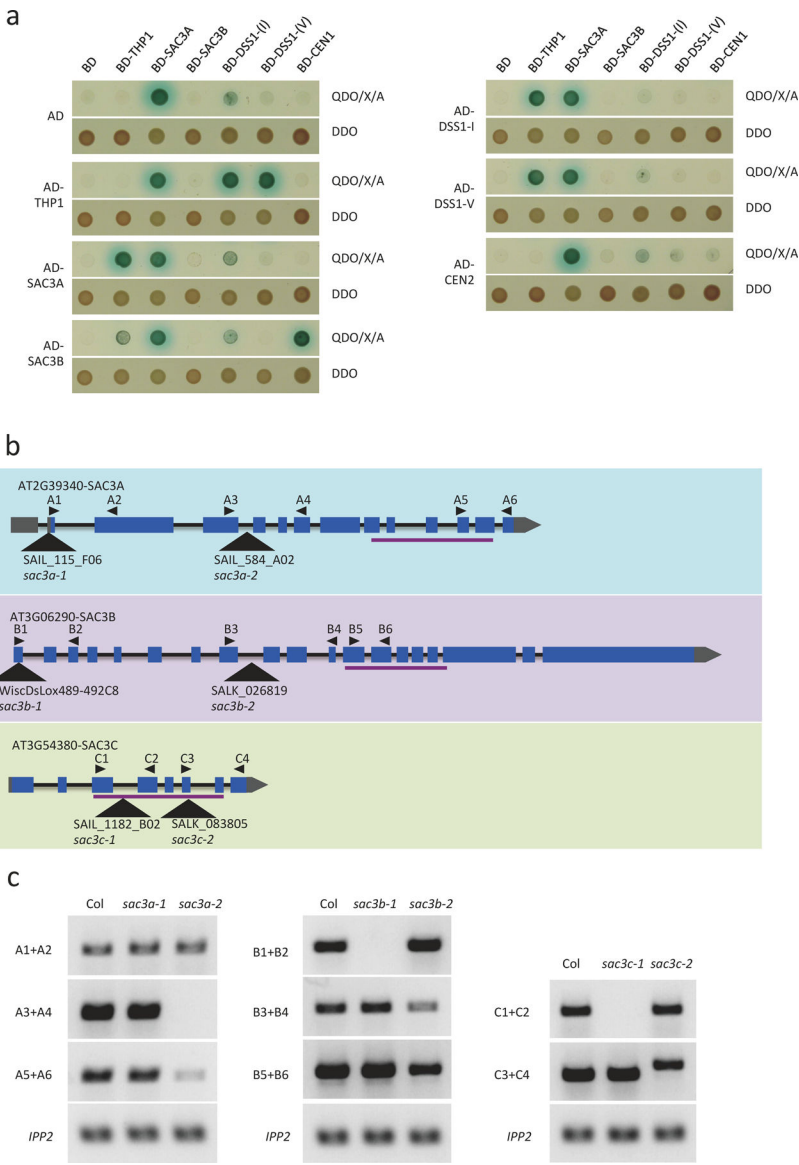 a
BD BD-THP1 BD-SAC3A BD-SAC3B BD-DSS1-(I) BD-DSS1-(V) BD-CEN1
AD QDO/X/A
DDO
AD-THP1 QDO/X/A
DDO
AD-SAC3A QDO/X/A
DDO
AD-SAC3B QDO/X/A
DDO
BD BD-THP1 BD-SAC3A BD-SAC3B BD-DSS1-(I) BD-DSS1-(V) BD-CEN1
AD-DSS1-I QDO/X/A
DDO
AD-DSS1-V QDO/X/A
DDO
AD-CEN2 QDO/X/A
DDO
b
AT2G39340-SAC3A
A1 A2 A3 A4 A5 A6
SAIL_115_F06 SAIL_584_A02
sac3a-1 sac3a-2
AT3G06290-SAC3B
B1 B2 B3 B4 B5 B6
WiscDsLox489-492C8 SALK_026819
sac3b-1 sac3b-2
AT3G54380-SAC3C
C1 C2 C3 C4
SAIL_1182_B02 SALK_083805
sac3c-1 sac3c-2
c
Col sac3a-1 sac3a-2
A1+A2
A3+A4
A5+A6
IPP2
Col sac3b-1 sac3b-2
B1+B2
B3+B4
B5+B6
IPP2
Col sac3c-1 sac3c-2
C1+C2
C3+C4
IPP2